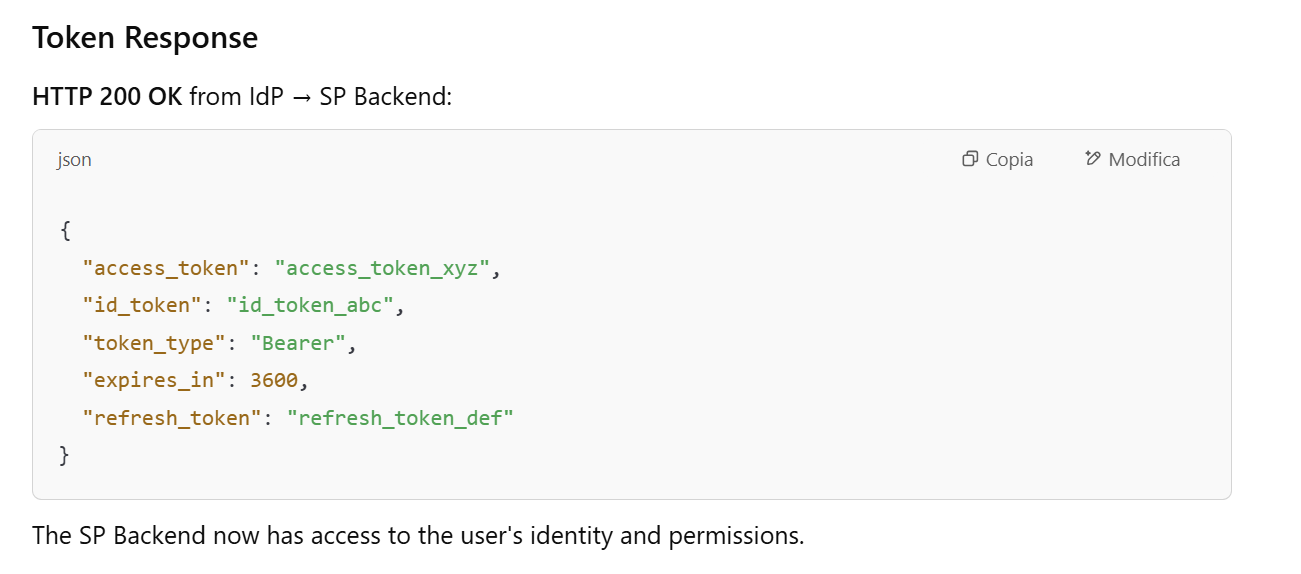 Token Response
HTTP 200 OK from IdP → SP Backend:
json
Copia
Modifica
{
  "access_token": "access_token_xyz",
  "id_token": "id_token_abc",
  "token_type": "Bearer",
  "expires_in": 3600,
  "refresh_token": "refresh_token_def"
}
The SP Backend now has access to the user's identity and permissions.